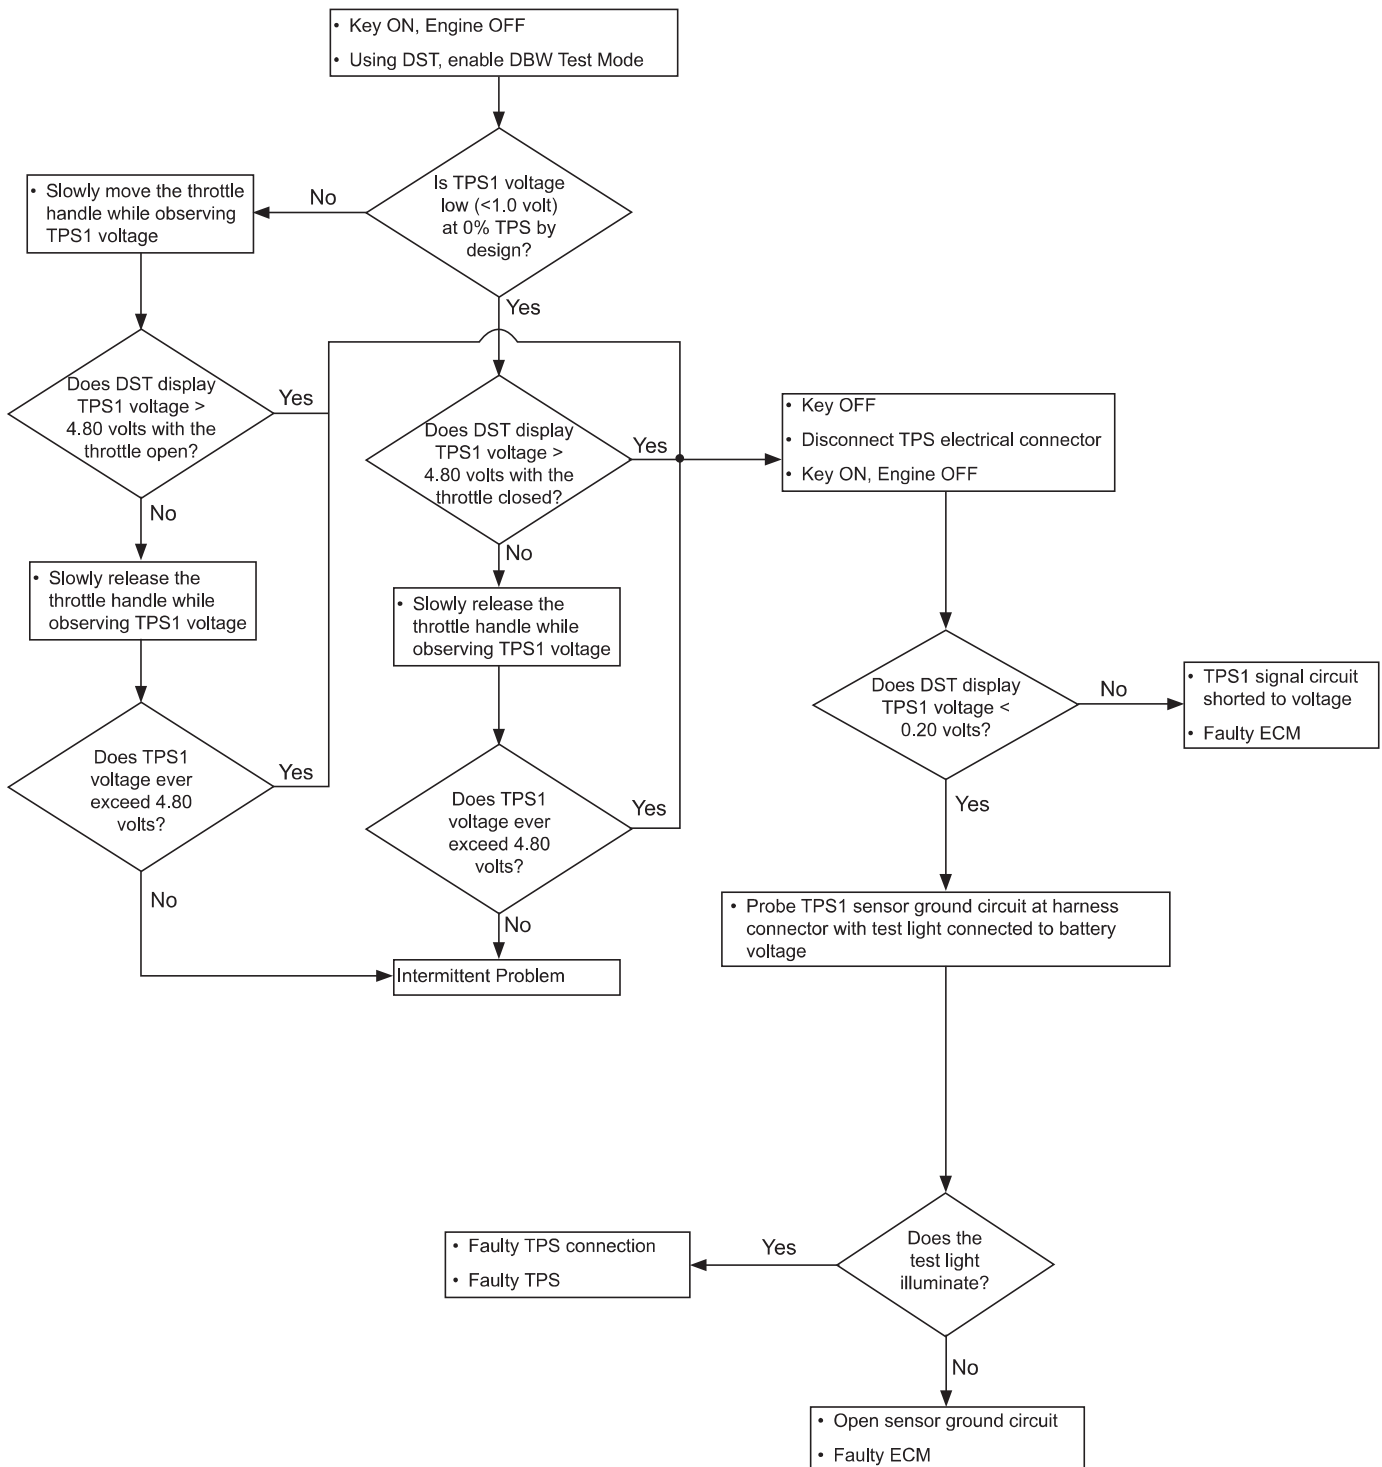 • Key ON, Engine OFF
• Using DST, enable DBW Test Mode
Is TPS1 voltage
low (<1.0 volt)
at 0% TPS by
design?
No
Yes
• Slowly move the throttle
handle while observing
TPS1 voltage
Does DST display
TPS1 voltage >
4.80 volts with the
throttle open?
Yes
No
• Slowly release the
throttle handle while
observing TPS1 voltage
Does TPS1
voltage ever
exceed 4.80
volts?
Yes
No
Does DST display
TPS1 voltage >
4.80 volts with the
throttle closed?
Yes
No
• Slowly release the
throttle handle while
observing TPS1 voltage
Does TPS1
voltage ever
exceed 4.80
volts?
Yes
No
Intermittent Problem
• Key OFF
• Disconnect TPS electrical connector
• Key ON, Engine OFF
Does DST display
TPS1 voltage <
0.20 volts?
No
Yes
• TPS1 signal circuit
shorted to voltage
• Faulty ECM
• Probe TPS1 sensor ground circuit at harness
connector with test light connected to battery
voltage
Does the
test light
illuminate?
Yes
No
• Faulty TPS connection
• Faulty TPS
• Open sensor ground circuit
• Faulty ECM